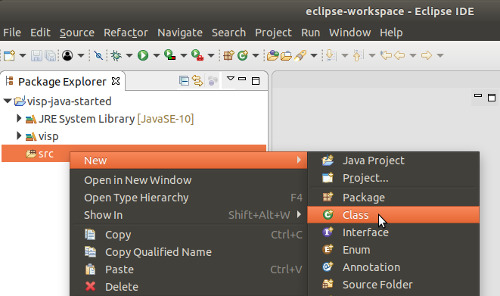 eclipse-workspace - Eclipse IDE
File Edit Source Refactor Navigate Search Project Run Window Help
Package Explorer
visp-java-started
JRE System Library [JavaSE-10]
visp
src
New
Open in New Window
Open Type Hierarchy F4
Show In Shift+Alt+W
Copy Ctrl+C
Copy Qualified Name
Paste Ctrl+V
Delete
Java Project
Project...
Package
Class
Interface
Enum
Annotation
Source Folder